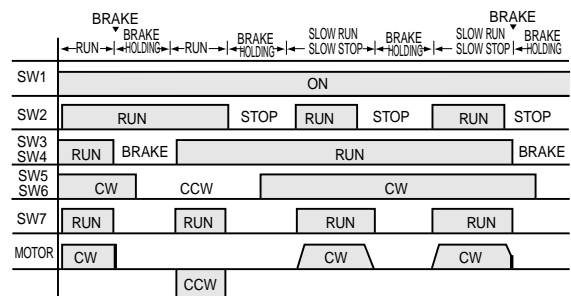 BRAKE BRAKE
RUN BRAKE HOLDING RUN BRAKE HOLDING SLOW RUN SLOW STOP BRAKE HOLDING SLOW RUN SLOW STOP BRAKE HOLDING
SW1 ON
SW2 RUN STOP RUN STOP RUN STOP
SW3 SW4 RUN BRAKE RUN BRAKE
SW5 SW6 CW CCW CW
SW7 RUN RUN RUN RUN
MOTOR CW CW CW
CCW